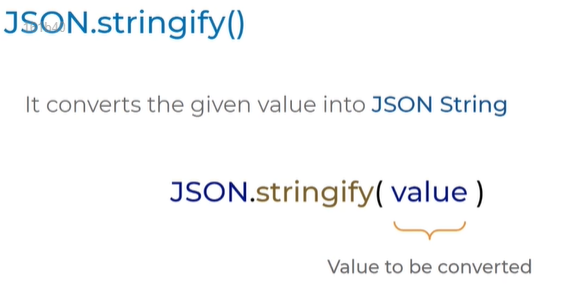 JSON.stringify()
It converts the given value into JSON String
JSON.stringify( value )
Value to be converted